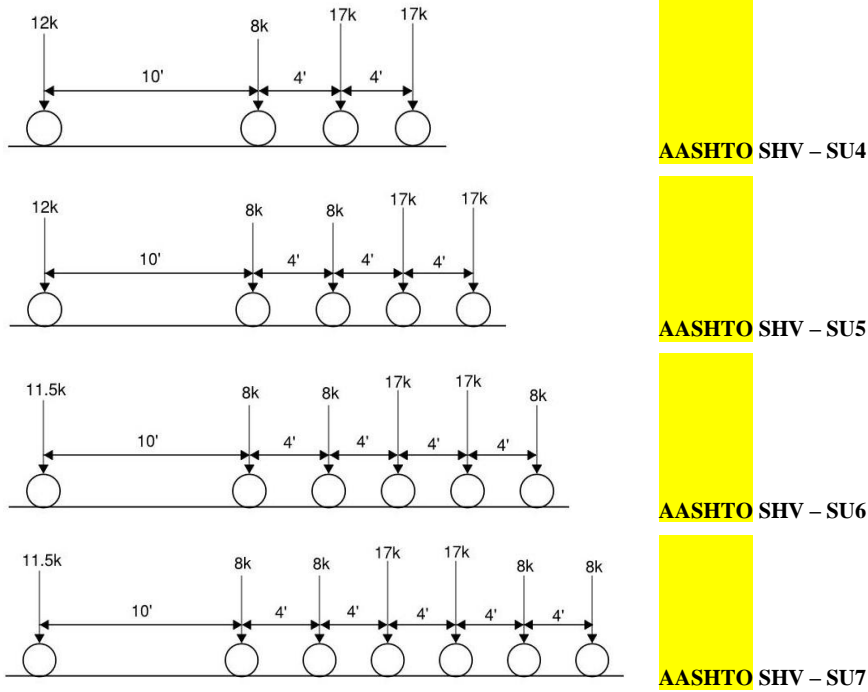 12k 8k 17k 17k
10' 4' 4'
AASHTO SHV – SU4
12k 8k 8k 17k 17k
10' 4' 4' 4'
AASHTO SHV – SU5
11.5k 8k 8k 17k 17k 8k
10' 4' 4' 4' 4'
AASHTO SHV – SU6
11.5k 8k 8k 17k 17k 8k 8k
10' 4' 4' 4' 4' 4'
AASHTO SHV – SU7